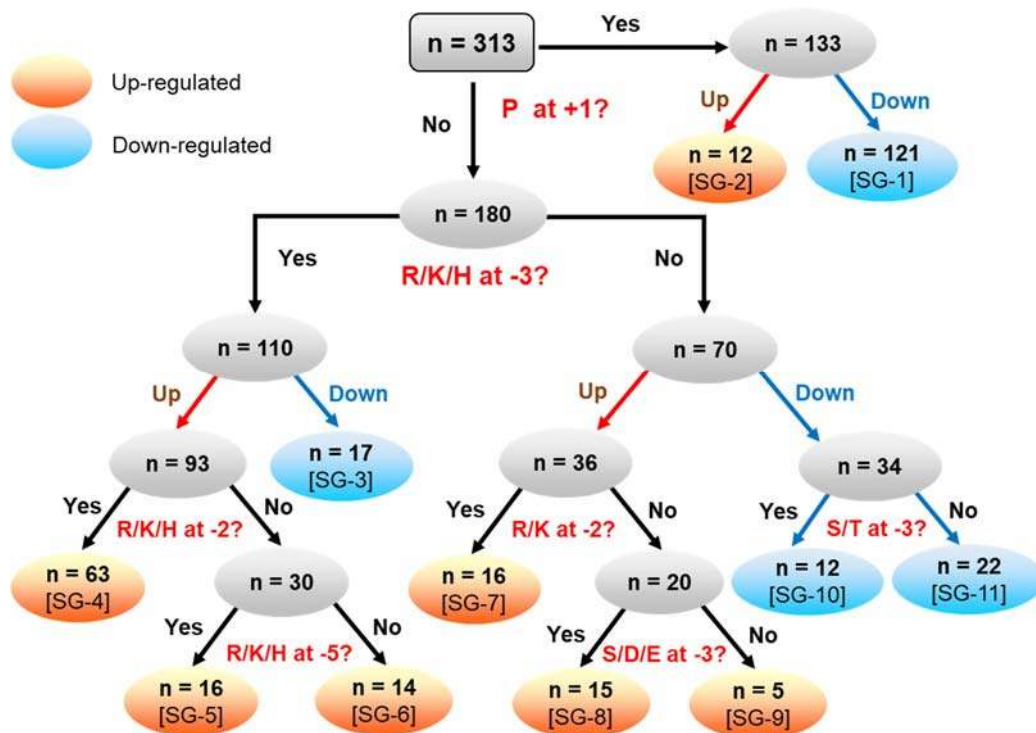 n = 313
Yes
n = 133
Up-regulated
Down-regulated
No
P at +1?
Up
Down
n = 12
[SG-2]
n = 121
[SG-1]
n = 180
Yes
R/K/H at -3?
No
n = 110
n = 70
Up
Down
Up
Down
n = 93
n = 17
[SG-3]
n = 36
n = 34
Yes
R/K/H at -2?
No
Yes
R/K at -2?
No
Yes
S/T at -3?
No
n = 63
[SG-4]
n = 30
n = 16
[SG-7]
n = 20
n = 12
[SG-10]
n = 22
[SG-11]
Yes
R/K/H at -5?
No
Yes
S/D/E at -3?
No
n = 16
[SG-5]
n = 14
[SG-6]
n = 15
[SG-8]
n = 5
[SG-9]